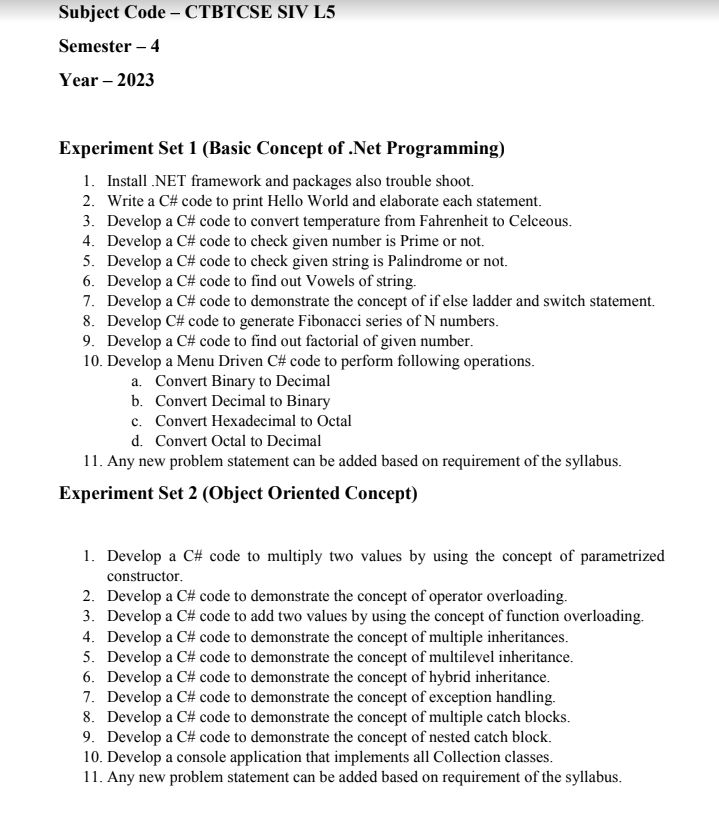 Subject Code – CTBTCSE SIV L5
Semester – 4
Year – 2023
Experiment Set 1 (Basic Concept of .Net Programming)
1. Install .NET framework and packages also trouble shoot.
2. Write a C# code to print Hello World and elaborate each statement.
3. Develop a C# code to convert temperature from Fahrenheit to Celceous.
4. Develop a C# code to check given number is Prime or not.
5. Develop a C# code to check given string is Palindrome or not.
6. Develop a C# code to find out Vowels of string.
7. Develop a C# code to demonstrate the concept of if else ladder and switch statement.
8. Develop C# code to generate Fibonacci series of N numbers.
9. Develop a C# code to find out factorial of given number.
10. Develop a Menu Driven C# code to perform following operations.
a. Convert Binary to Decimal
b. Convert Decimal to Binary
c. Convert Hexadecimal to Octal
d. Convert Octal to Decimal
11. Any new problem statement can be added based on requirement of the syllabus.
Experiment Set 2 (Object Oriented Concept)
1. Develop a C# code to multiply two values by using the concept of parametrized
constructor.
2. Develop a C# code to demonstrate the concept of operator overloading.
3. Develop a C# code to add two values by using the concept of function overloading.
4. Develop a C# code to demonstrate the concept of multiple inheritances.
5. Develop a C# code to demonstrate the concept of multilevel inheritance.
6. Develop a C# code to demonstrate the concept of hybrid inheritance.
7. Develop a C# code to demonstrate the concept of exception handling.
8. Develop a C# code to demonstrate the concept of multiple catch blocks.
9. Develop a C# code to demonstrate the concept of nested catch block.
10. Develop a console application that implements all Collection classes.
11. Any new problem statement can be added based on requirement of the syllabus.